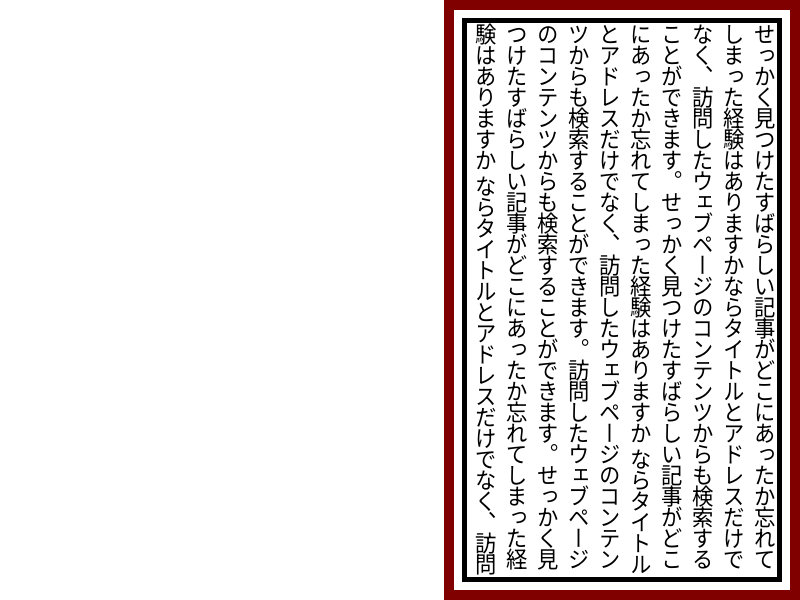 せっかく見つけたすばらしい記事がどこにあったか忘れて
しまった経験はありますかならタイトルとアドレスだけで
なく、訪問したウェブページのコンテンツからも検索する
ことができます。せっかく見つけたすばらしい記事がどこ
にあったか忘れてしまった経験はありますか ならタイトル
とアドレスだけでなく、訪問したウェブページのコンテン
ツからも検索することができます。訪問したウェブページ
のコンテンツからも検索することができます。せっかく見
つけたすばらしい記事がどこにあったか忘れてしまった経
験はありますか ならタイトルとアドレスだけでなく、訪問